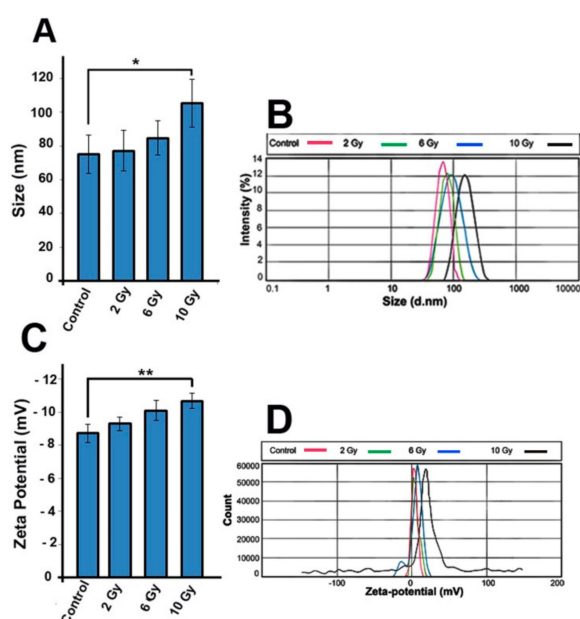 A
*
Size (nm)
120
100
80
60
40
20
0
Control
2 Gy
6 Gy
10 Gy
B
Control 2 Gy 6 Gy 10 Gy
Intensity (%)
14
12
10
8
6
4
2
0
0.1 1 10 100 1000 10000
Size (d.nm)
C
**
Zeta Potential (mV)
- 12
- 10
- 8
- 6
- 4
- 2
0
Control
2 Gy
6 Gy
10 Gy
D
Control 2 Gy 6 Gy 10 Gy
Count
60000
50000
40000
30000
20000
10000
0
-100 0 100 200
Zeta-potential (mV)